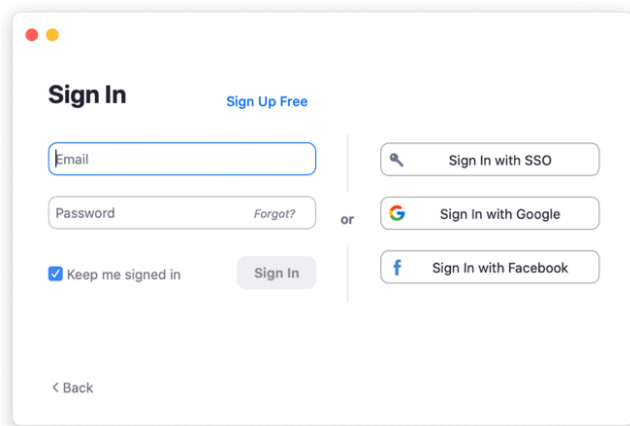 Sign In
Sign Up Free
Email
Password
Forgot?
Keep me signed in
Sign In
or
Sign In with SSO
Sign In with Google
Sign In with Facebook
< Back